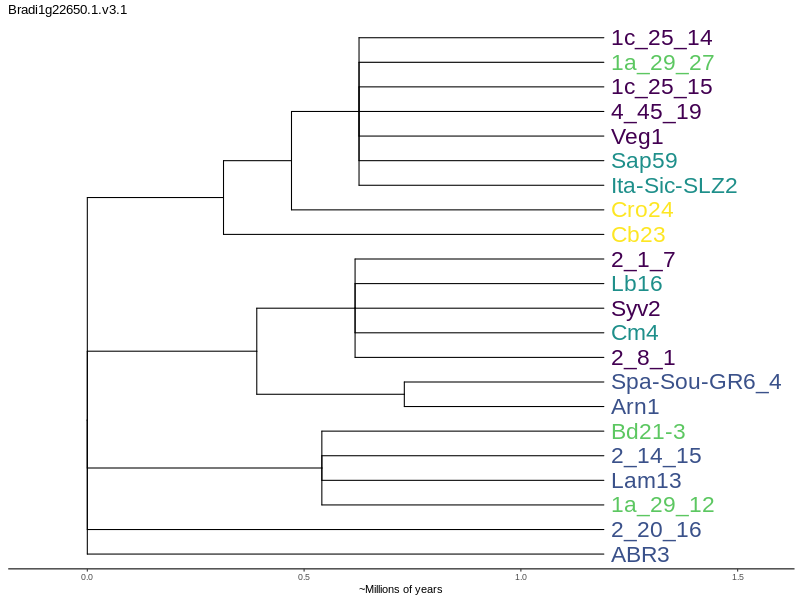 Bradi1g22650.1.v3.1
1c_25_14
1a_29_27
1c_25_15
4_45_19
Veg1
Sap59
Ita-Sic-SLZ2
Cro24
Cb23
2_1_7
Lb16
Syv2
Cm4
2_8_1
Spa-Sou-GR6_4
Arn1
Bd21-3
2_14_15
Lam13
1a_29_12
2_20_16
ABR3
0.0 0.5 1.0 1.5
~Millions of years